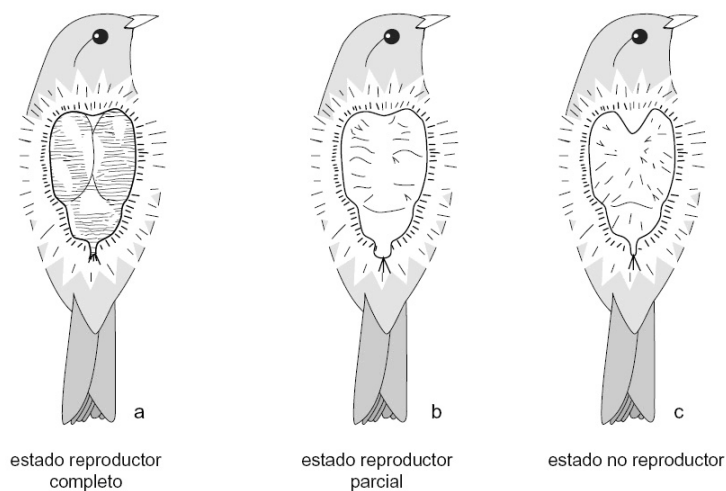 a
b
c
estado reproductor
completo
estado reproductor
parcial
estado no reproductor